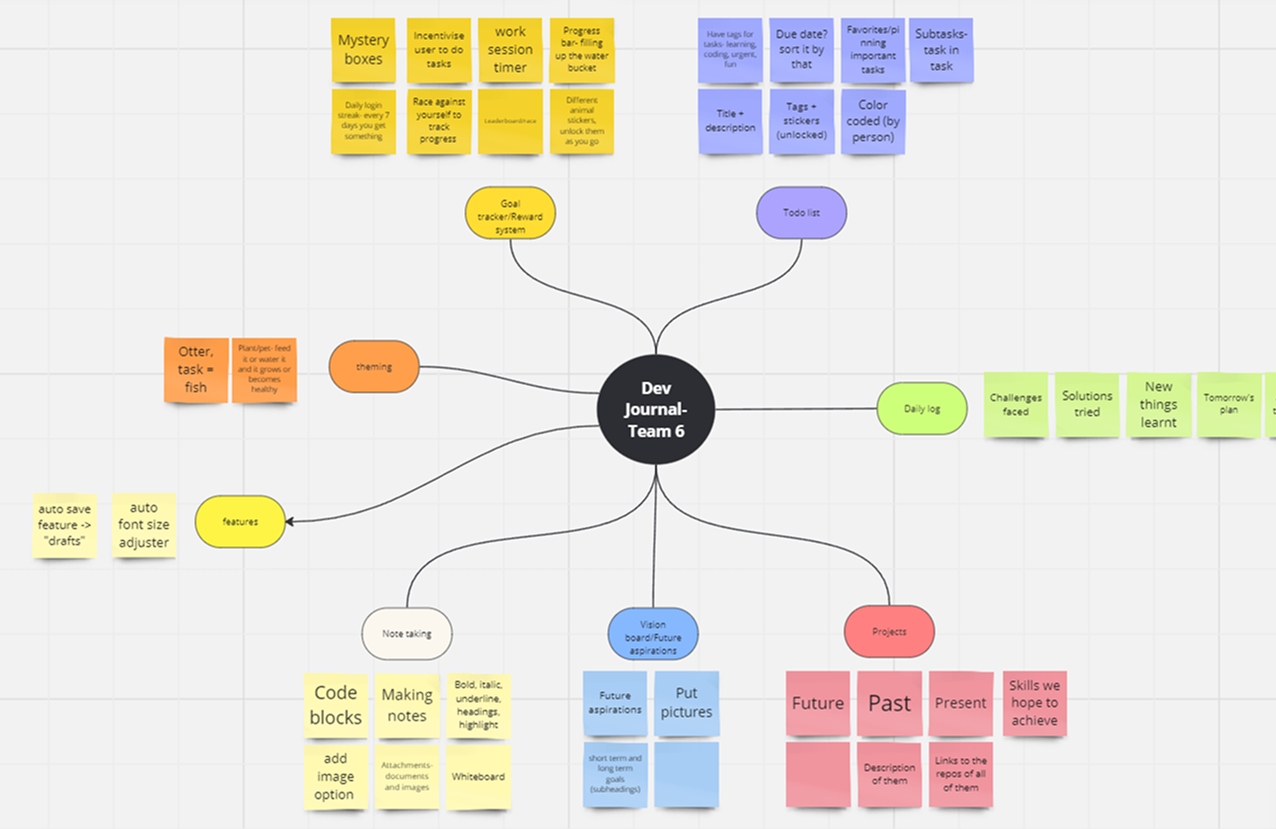 Mystery
boxes
Incentivise
user to do
tasks
work
session
timer
Progress
bar- filling
up the water
bucket
Daily login
streak- every 7
days you get
something
Race against
yourself to
track
progress
Leaderboard/race
Different
animal
stickers,
unlock them
as you go
Have tags for
tasks- learning,
coding, urgent,
fun
Due date?
sort it by
that
Favorites/pi
nning
important
tasks
Subtasks-
task in
task
Title +
description
Tags +
stickers
(unlocked)
Color
coded (by
person)
Goal
tracker/Reward
system
Todo list
Otter,
task =
fish
Plant/pet- feed
it or water it
and it grows or
becomes
healthy
theming
Dev
Journal-
Team 6
Daily log
Challenges
faced
Solutions
tried
New
things
learnt
Tomorrow's
plan
auto save
feature ->
"drafts"
auto
font size
adjuster
features
Note taking
Vision
board/Future
aspirations
Projects
Code
blocks
Making
notes
Bold, italic,
underline,
headings,
highlight
add
image
option
Attachments-
documents
and images
Whiteboard
Future
aspirations
Put
pictures
short term and
long term
goals
(subheadings)
Future
Past
Present
Skills we
hope to
achieve
Description
of them
Links to the
repos of all
of them